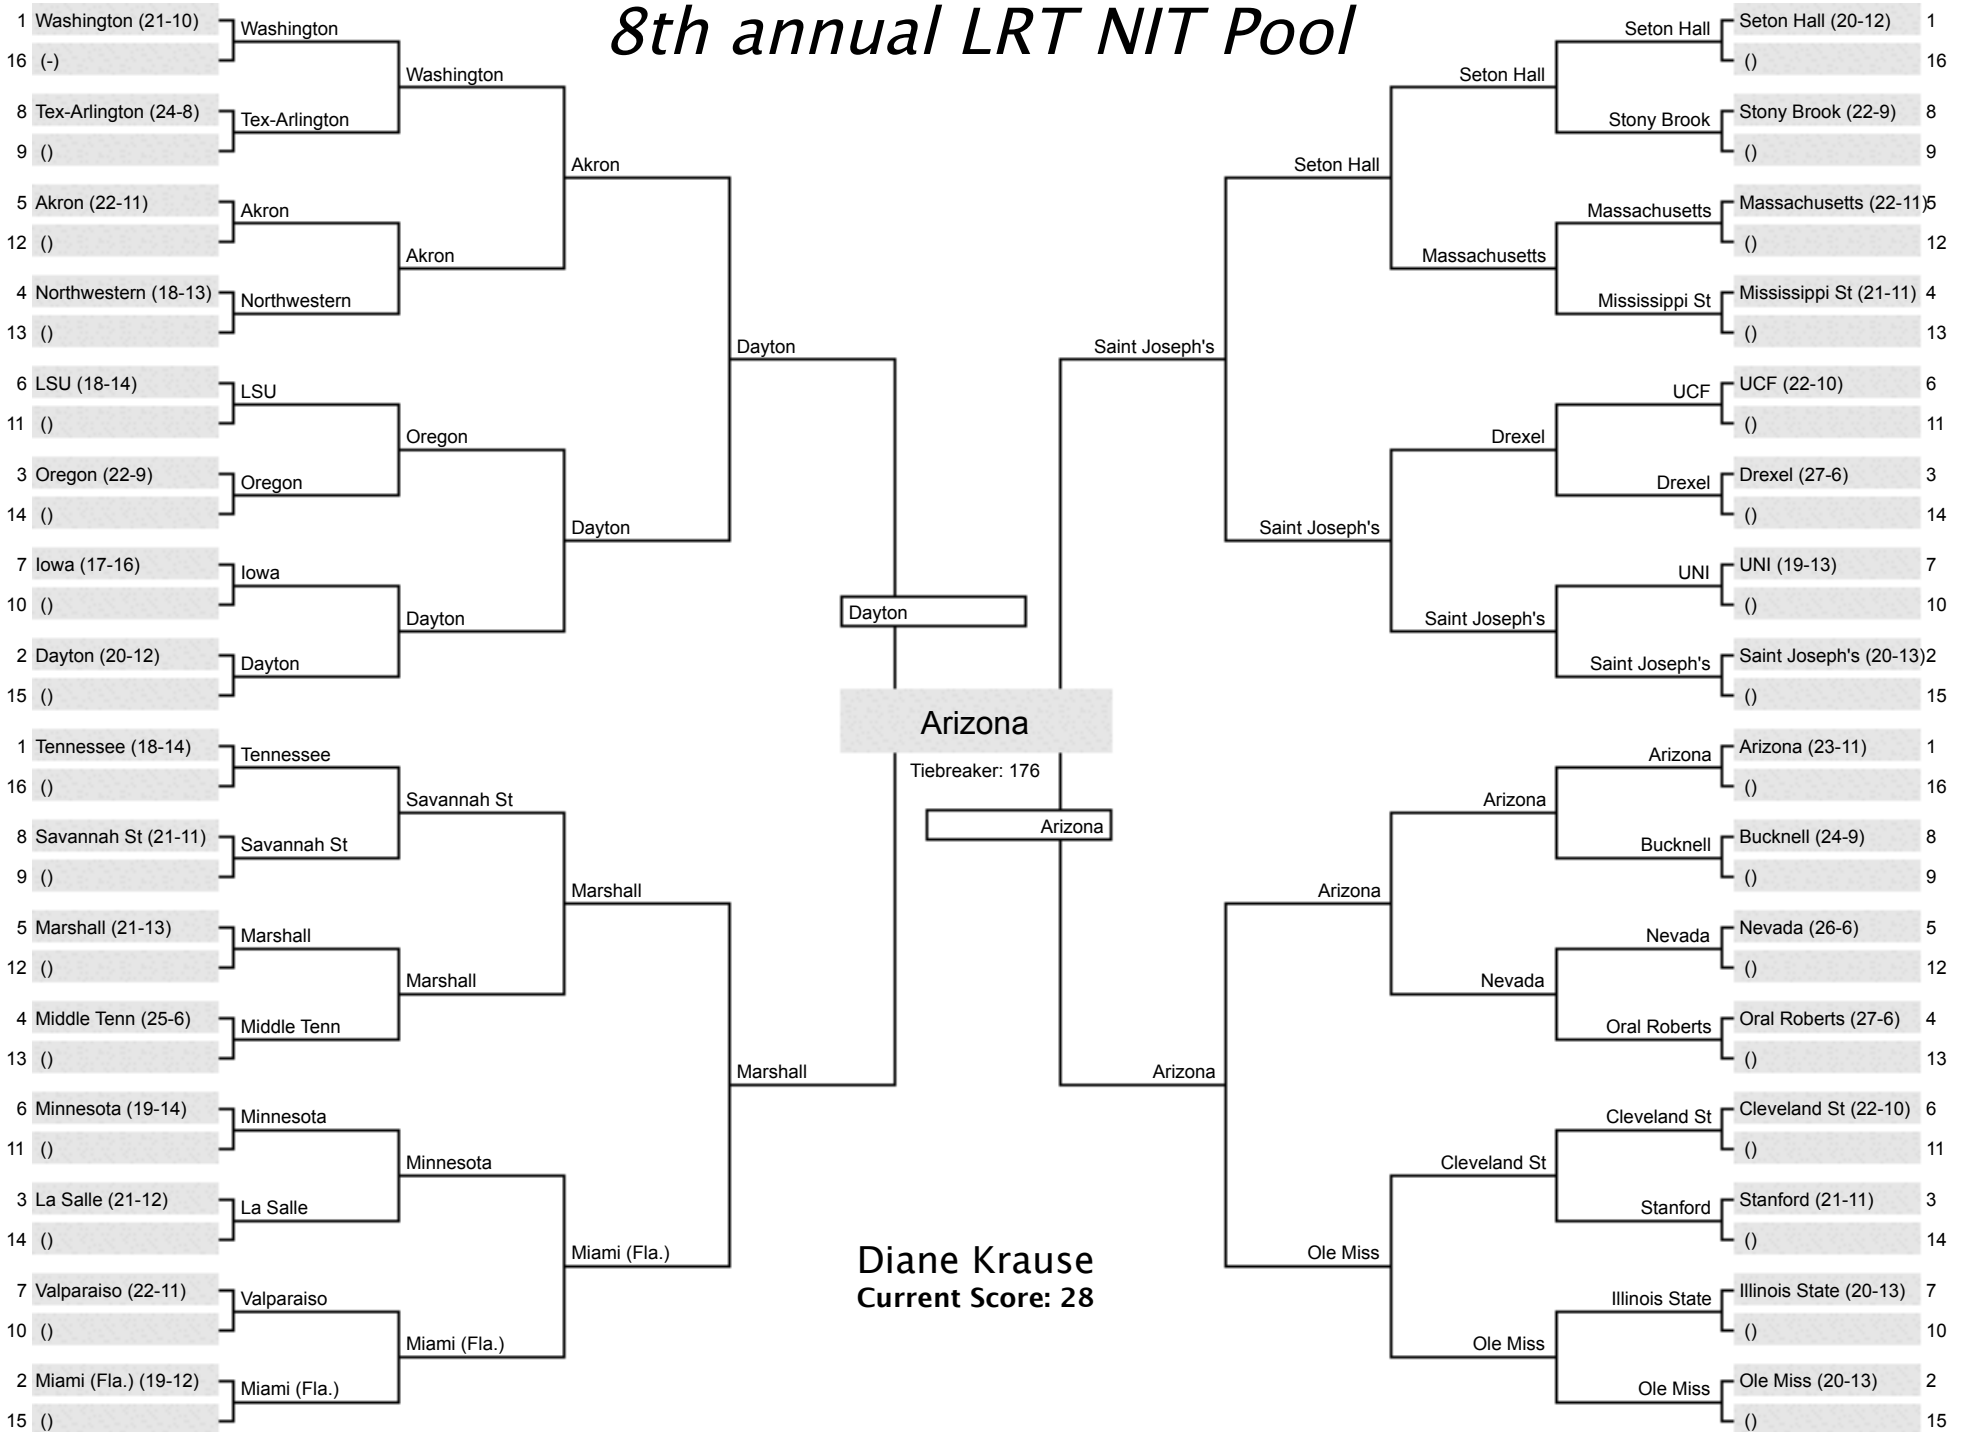 8th annual LRT NIT Pool
1 Washington (21-10)
16 (-)
8 Tex-Arlington (24-8)
9 ()
5 Akron (22-11)
12 ()
4 Northwestern (18-13)
13 ()
6 LSU (18-14)
11 ()
3 Oregon (22-9)
14 ()
7 Iowa (17-16)
10 ()
2 Dayton (20-12)
15 ()
1 Tennessee (18-14)
16 ()
8 Savannah St (21-11)
9 ()
5 Marshall (21-13)
12 ()
4 Middle Tenn (25-6)
13 ()
6 Minnesota (19-14)
11 ()
3 La Salle (21-12)
14 ()
7 Valparaiso (22-11)
10 ()
2 Miami (Fla.) (19-12)
15 ()
Washington
Tex-Arlington
Akron
Northwestern
LSU
Oregon
Iowa
Dayton
Tennessee
Savannah St
Marshall
Middle Tenn
Minnesota
La Salle
Valparaiso
Miami (Fla.)
Washington
Akron
Oregon
Dayton
Savannah St
Marshall
Minnesota
Miami (Fla.)
Akron
Dayton
Marshall
Miami (Fla.)
Dayton
Marshall
Dayton
Arizona
Tiebreaker: 176
Arizona
Diane Krause
Current Score: 28
Saint Joseph's
Arizona
Seton Hall
Saint Joseph's
Arizona
Ole Miss
Seton Hall
Massachusetts
Drexel
Saint Joseph's
Arizona
Nevada
Cleveland St
Ole Miss
Seton Hall
Stony Brook
Massachusetts
Mississippi St
UCF
Drexel
UNI
Saint Joseph's
Arizona
Bucknell
Nevada
Oral Roberts
Cleveland St
Stanford
Illinois State
Ole Miss
Seton Hall (20-12) 1
() 16
Stony Brook (22-9) 8
() 9
Massachusetts (22-11) 5
() 12
Mississippi St (21-11) 4
() 13
UCF (22-10) 6
() 11
Drexel (27-6) 3
() 14
UNI (19-13) 7
() 10
Saint Joseph's (20-13) 2
() 15
Arizona (23-11) 1
() 16
Bucknell (24-9) 8
() 9
Nevada (26-6) 5
() 12
Oral Roberts (27-6) 4
() 13
Cleveland St (22-10) 6
() 11
Stanford (21-11) 3
() 14
Illinois State (20-13) 7
() 10
Ole Miss (20-13) 2
() 15